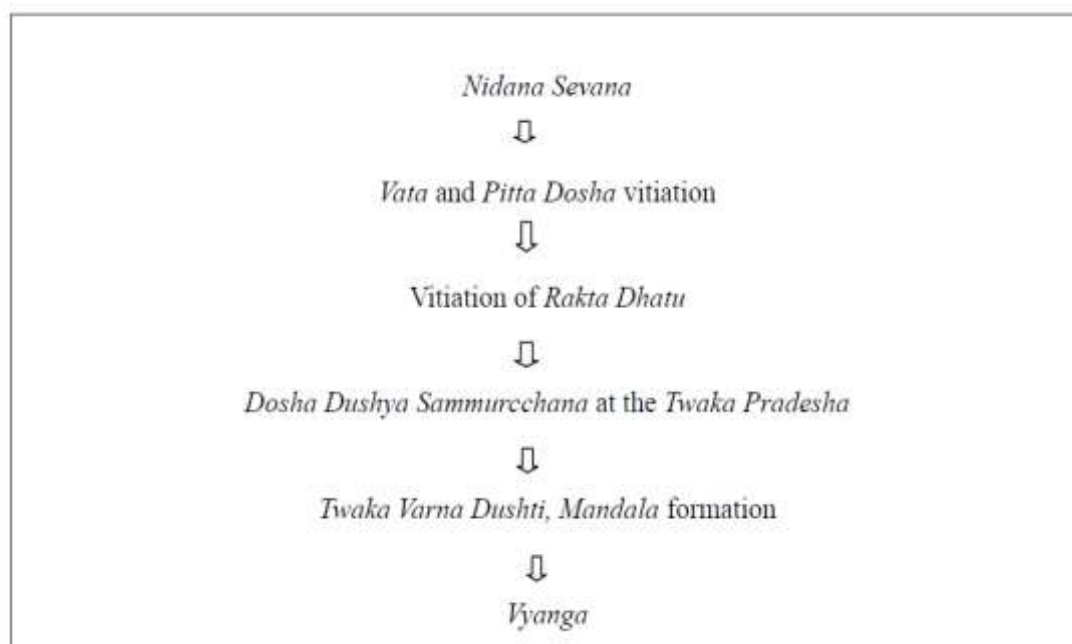 Nidana Sevana
Vata and Pitta Dosha vitiation
Vitiation of Rakta Dhatu
Dosha Dushya Sammurcchana at the Twaka Pradesha
Twaka Varna Dushti, Mandala formation
Vyanga